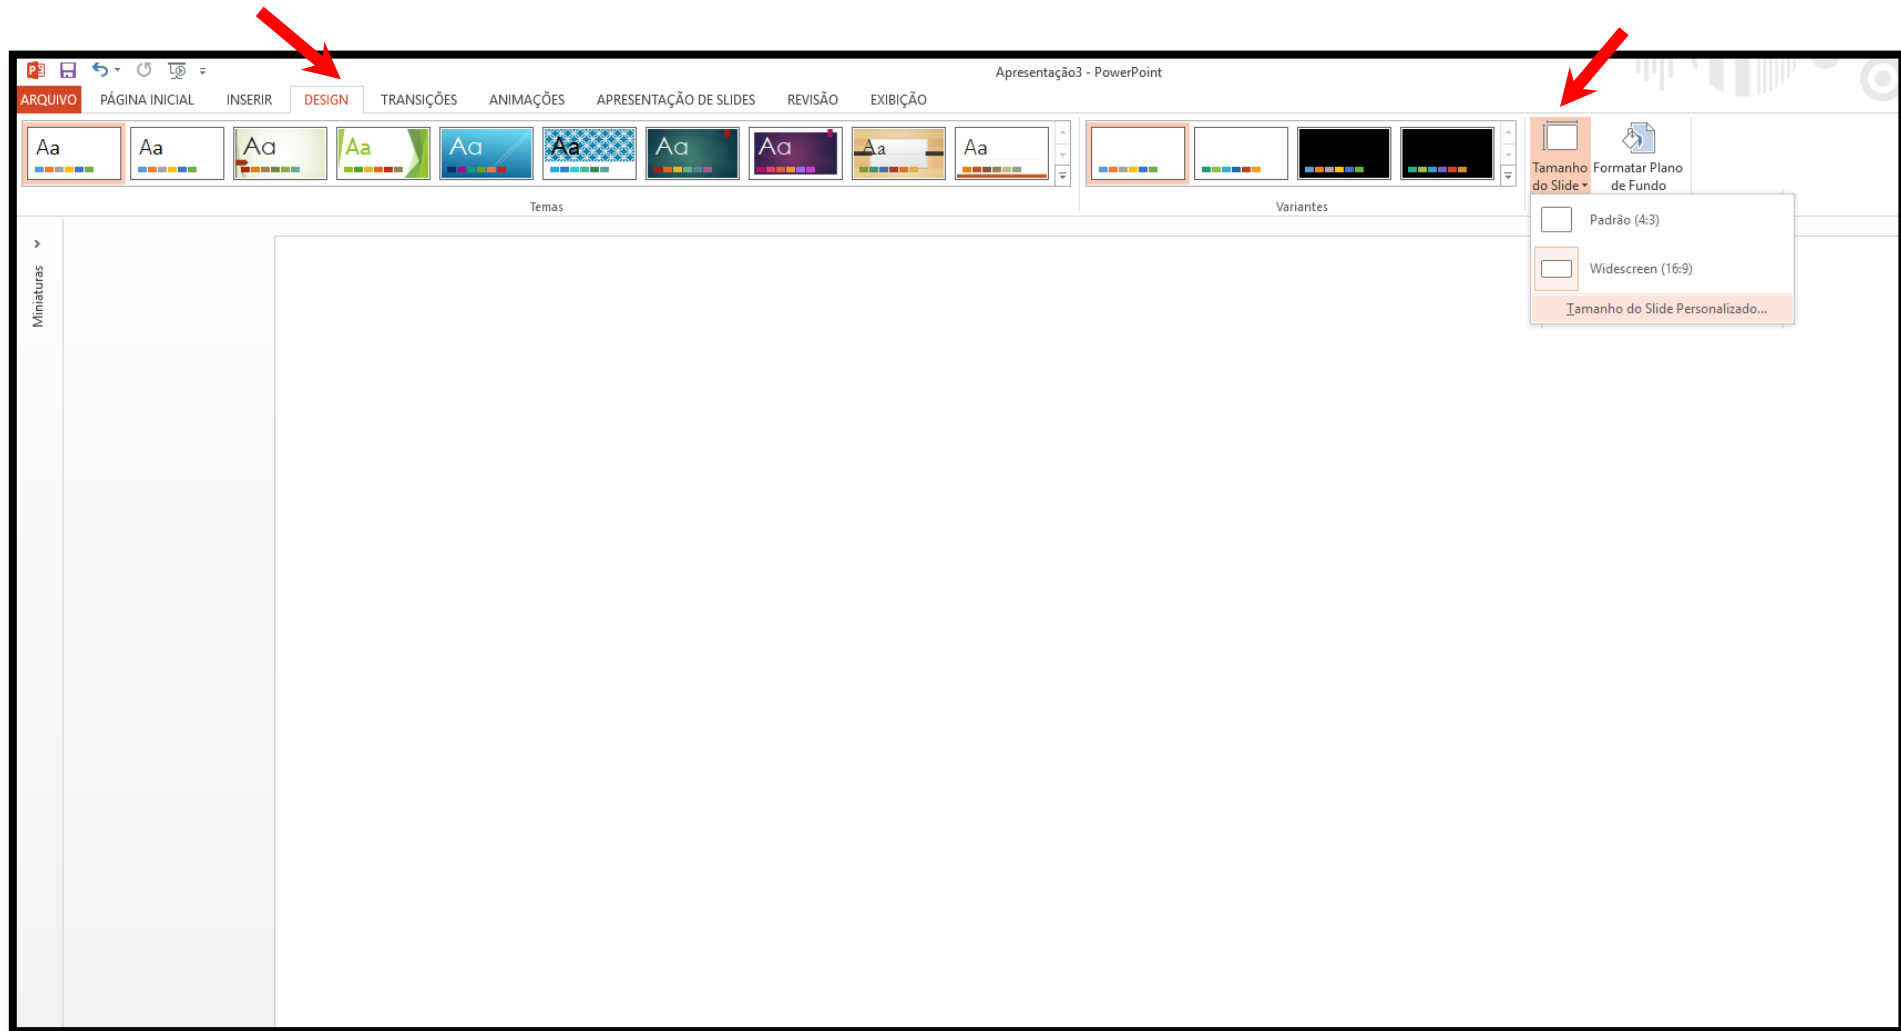 Apresentação3 - PowerPoint
ARQUIVO PÁGINA INICIAL INSERIR DESIGN TRANSIÇÕES ANIMAÇÕES APRESENTAÇÃO DE SLIDES REVISÃO EXIBIÇÃO
Aa Aa Aa Aa Aa Aa Aa Aa Aa Aa
Tamanho
do Slide
Formatar Plano
de Fundo
Temas
Variantes
Padrão (4:3)
Widescreen (16:9)
Tamanho do Slide Personalizado...
Miniaturas